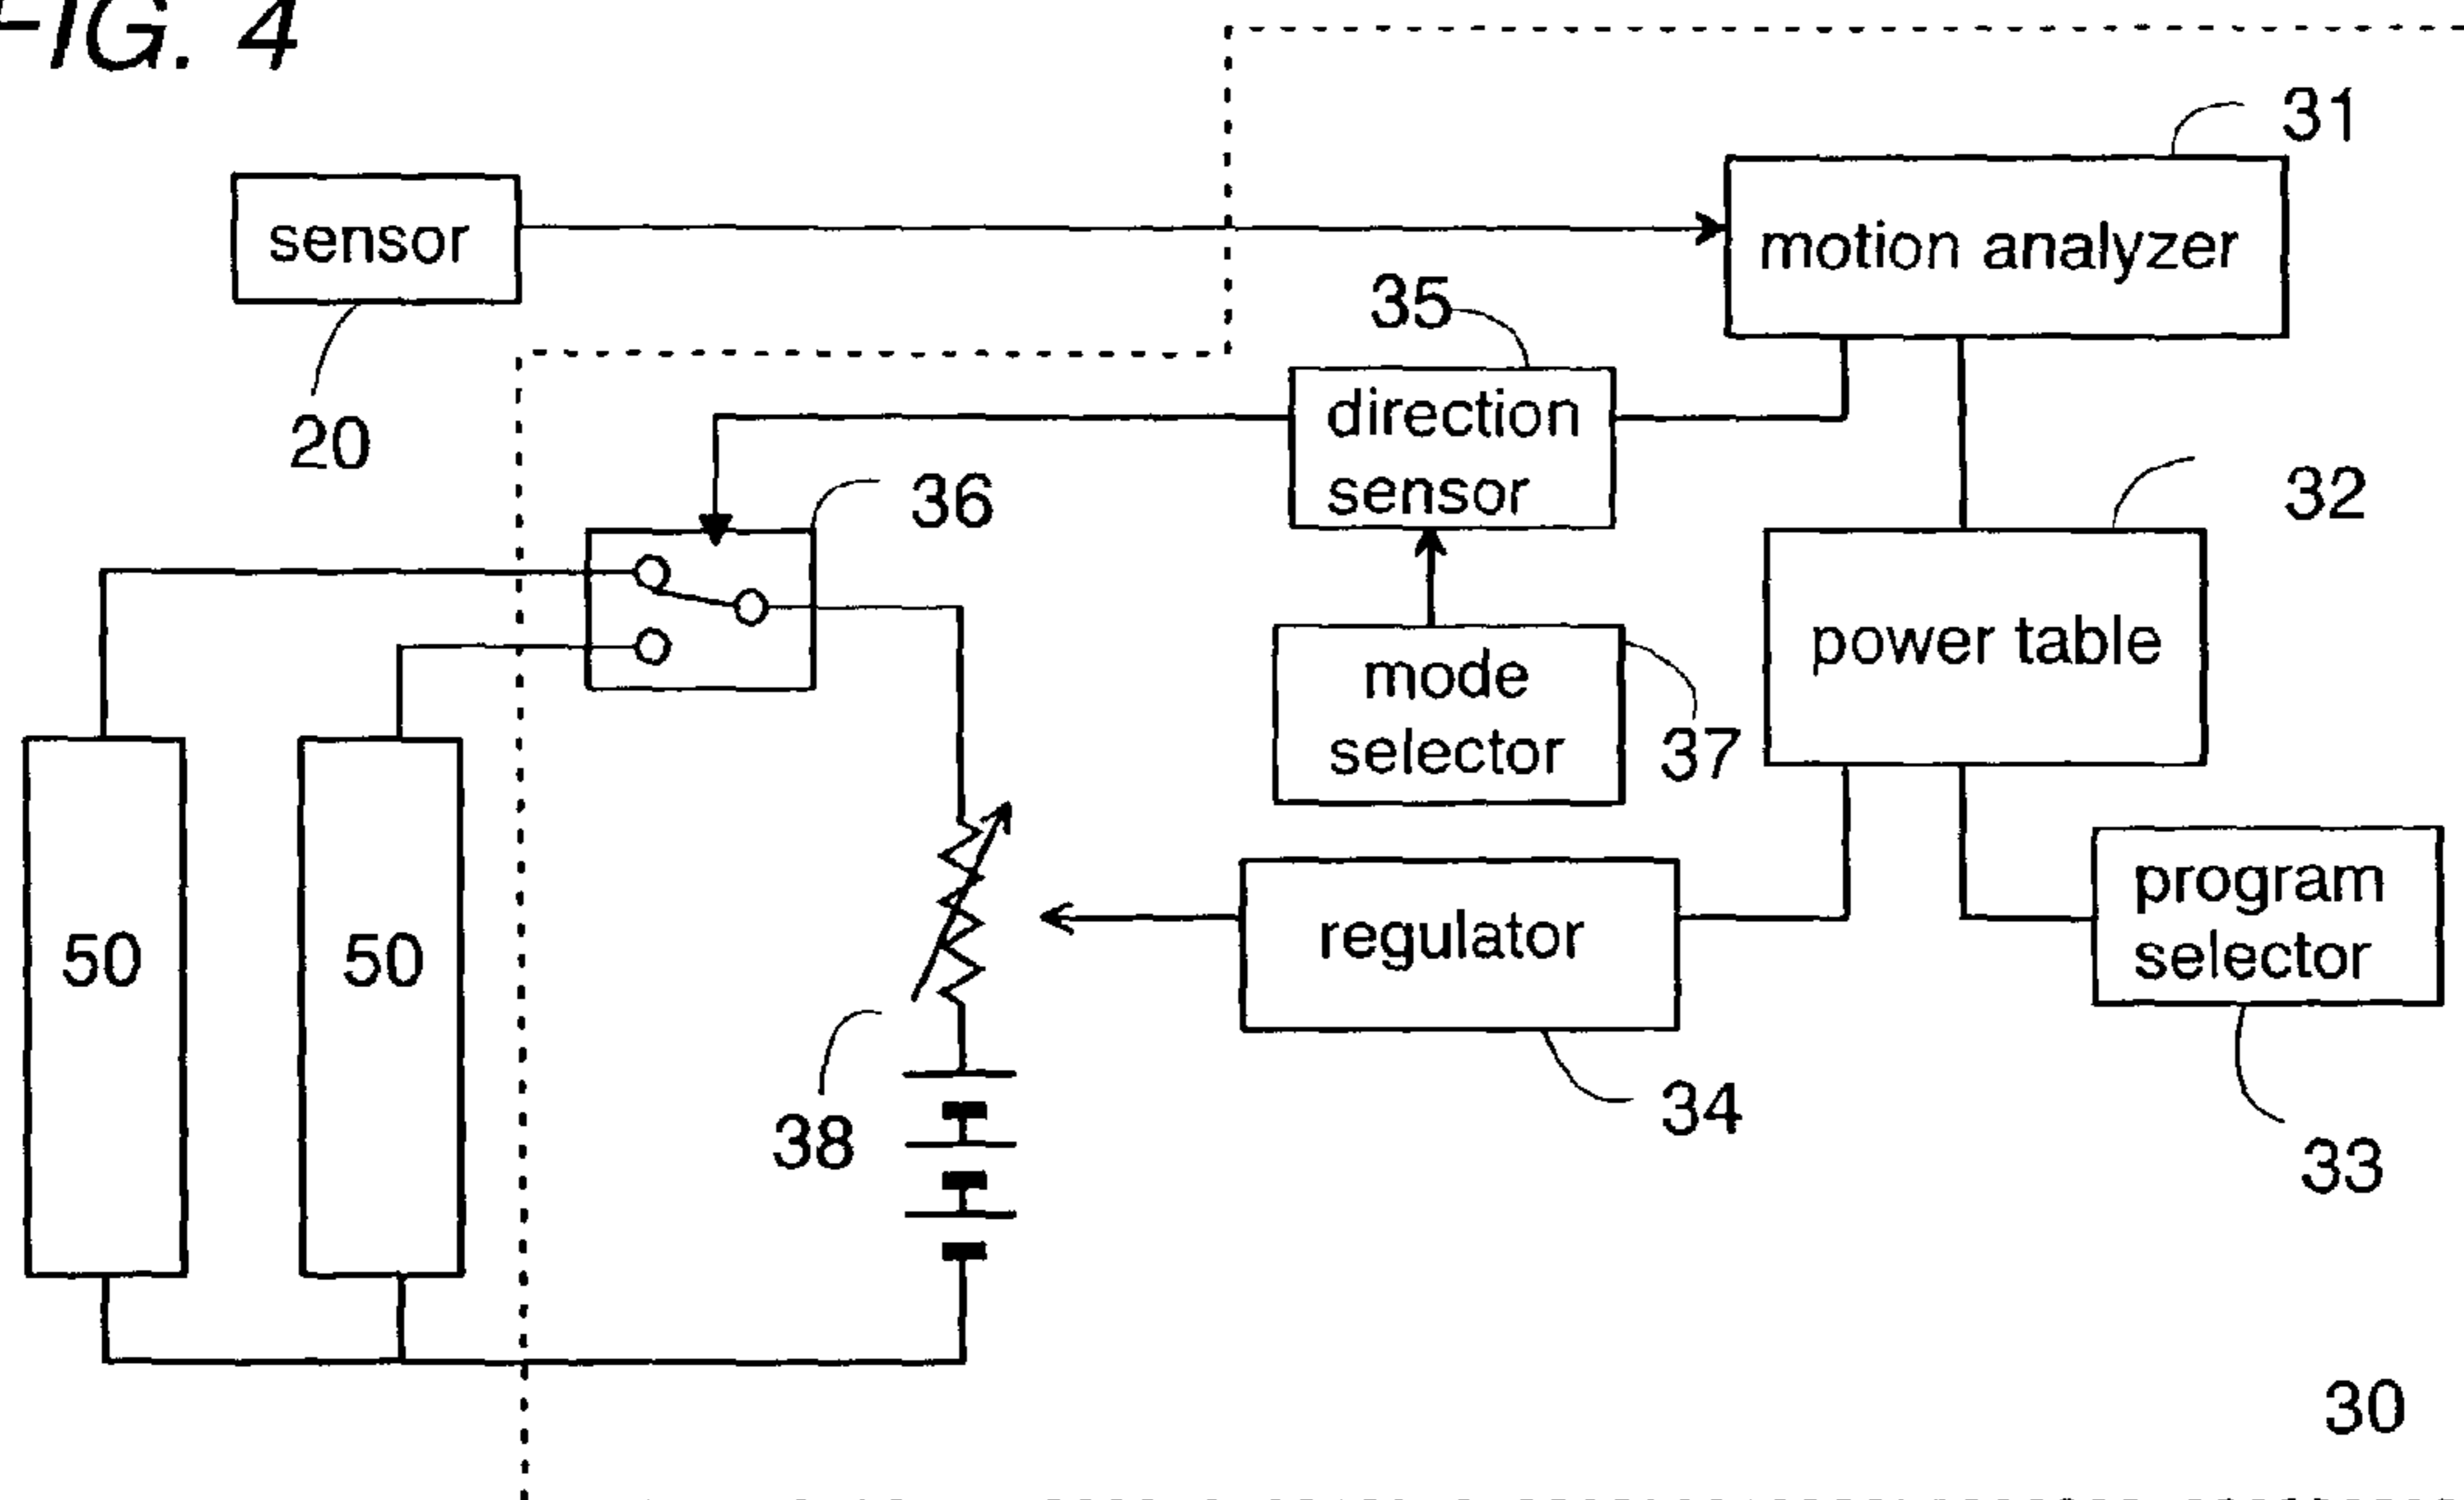 FIG. 4
31
sensor
motion analyzer
35
20
direction
sensor
36
32
mode
selector
power table
37
program
selector
regulator
50
50
38
34
33
30